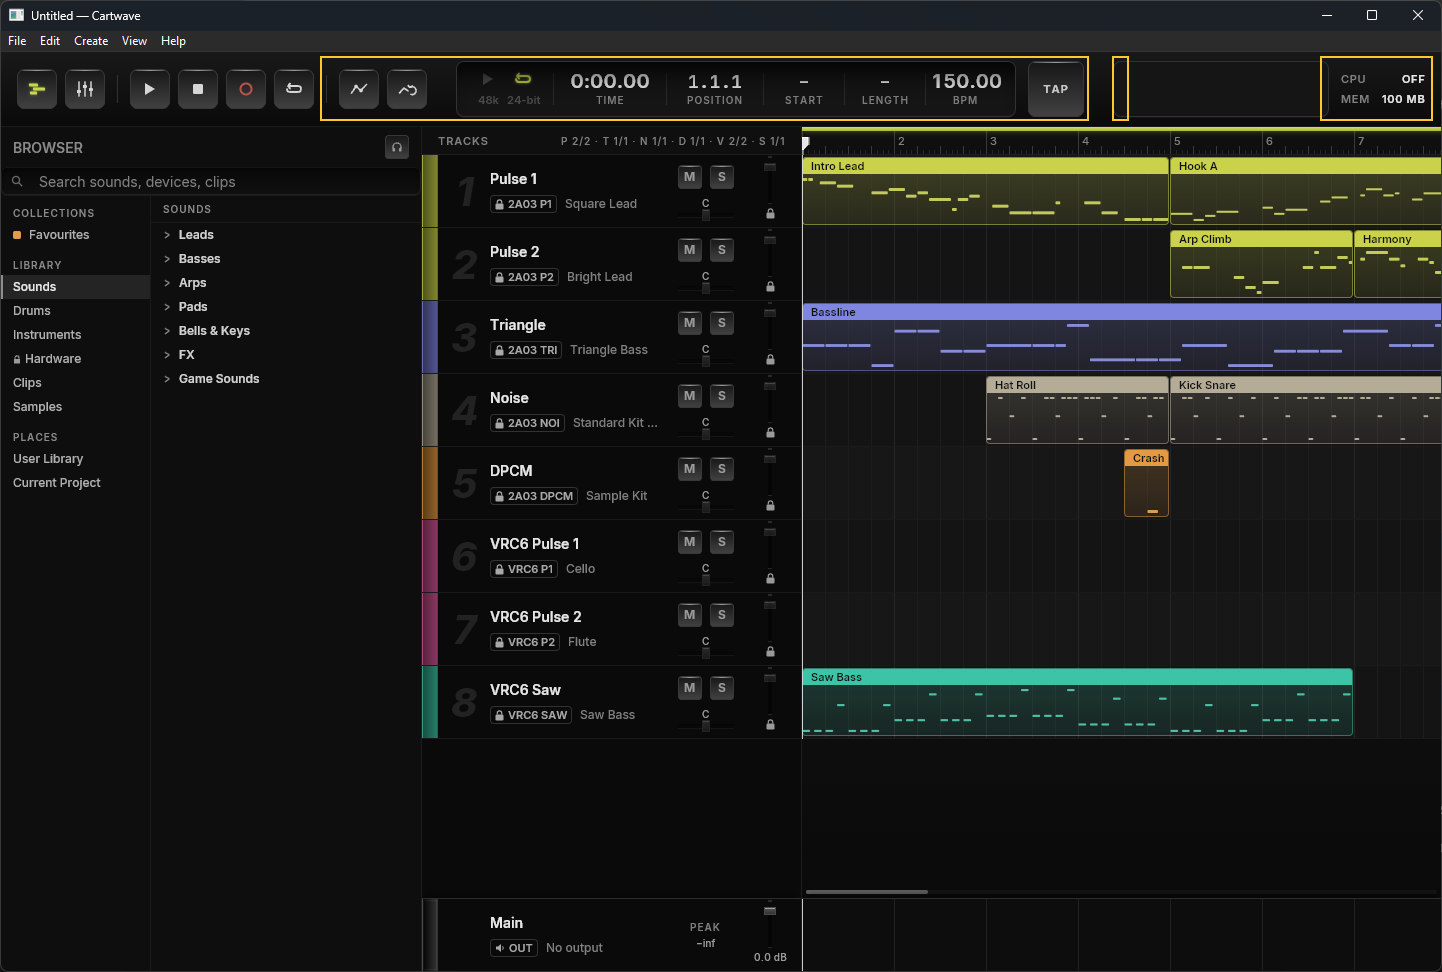 Untitled — Cartwave
File Edit Create View Help
48k 24-bit
0:00.00
TIME
1.1.1
POSITION
–
START
–
LENGTH
150.00
BPM
TAP
CPU OFF
MEM 100 MB
BROWSER
Search sounds, devices, clips
COLLECTIONS
Favourites
LIBRARY
Sounds
Drums
Instruments
Hardware
Clips
Samples
PLACES
User Library
Current Project
SOUNDS
> Leads
> Basses
> Arps
> Pads
> Bells & Keys
> FX
> Game Sounds
TRACKS P 2/2 · T 1/1 · N 1/1 · D 1/1 · V 2/2 · S 1/1
2 3 4 5 6 7
1 Pulse 1 M S
2A03 P1 Square Lead C
Intro Lead Hook A
2 Pulse 2 M S
2A03 P2 Bright Lead C
Arp Climb Harmony
3 Triangle M S
2A03 TRI Triangle Bass C
Bassline
4 Noise M S
2A03 NOI Standard Kit ... C
Hat Roll Kick Snare
5 DPCM M S
2A03 DPCM Sample Kit C
Crash
6 VRC6 Pulse 1 M S
VRC6 P1 Cello C
7 VRC6 Pulse 2 M S
VRC6 P2 Flute C
8 VRC6 Saw M S
VRC6 SAW Saw Bass C
Saw Bass
Main
OUT No output
PEAK
-inf
0.0 dB